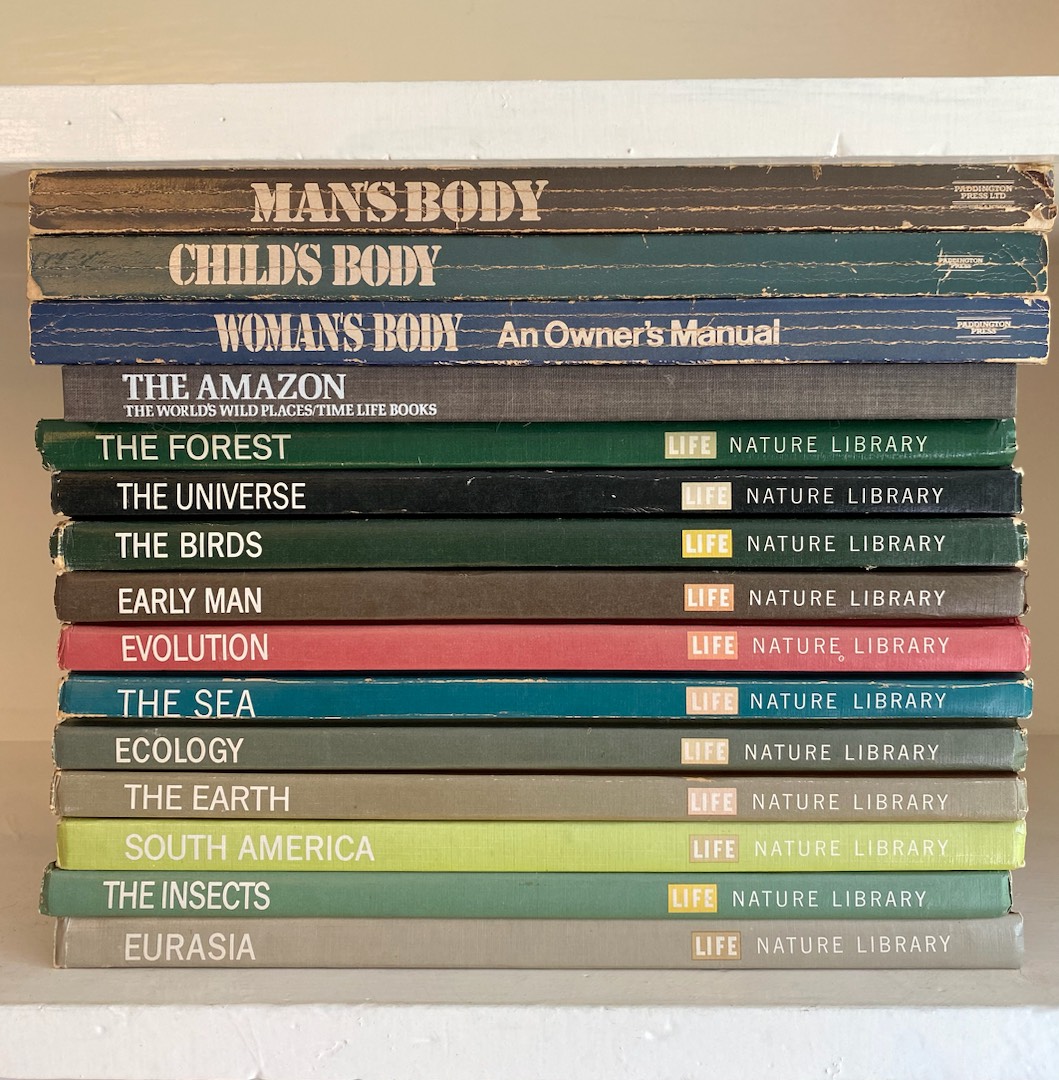 MAN'S BODY
PADDINGTON
PRESS LTD
CHILD'S BODY
PADDINGTON
PRESS
WOMAN'S BODY An Owner's Manual
PADDINGTON
PRESS
THE AMAZON
THE WORLD'S WILD PLACES/TIME LIFE BOOKS
THE FOREST LIFE NATURE LIBRARY
THE UNIVERSE LIFE NATURE LIBRARY
THE BIRDS LIFE NATURE LIBRARY
EARLY MAN LIFE NATURE LIBRARY
EVOLUTION LIFE NATURE LIBRARY
THE SEA LIFE NATURE LIBRARY
ECOLOGY LIFE NATURE LIBRARY
THE EARTH LIFE NATURE LIBRARY
SOUTH AMERICA LIFE NATURE LIBRARY
THE INSECTS LIFE NATURE LIBRARY
EURASIA LIFE NATURE LIBRARY